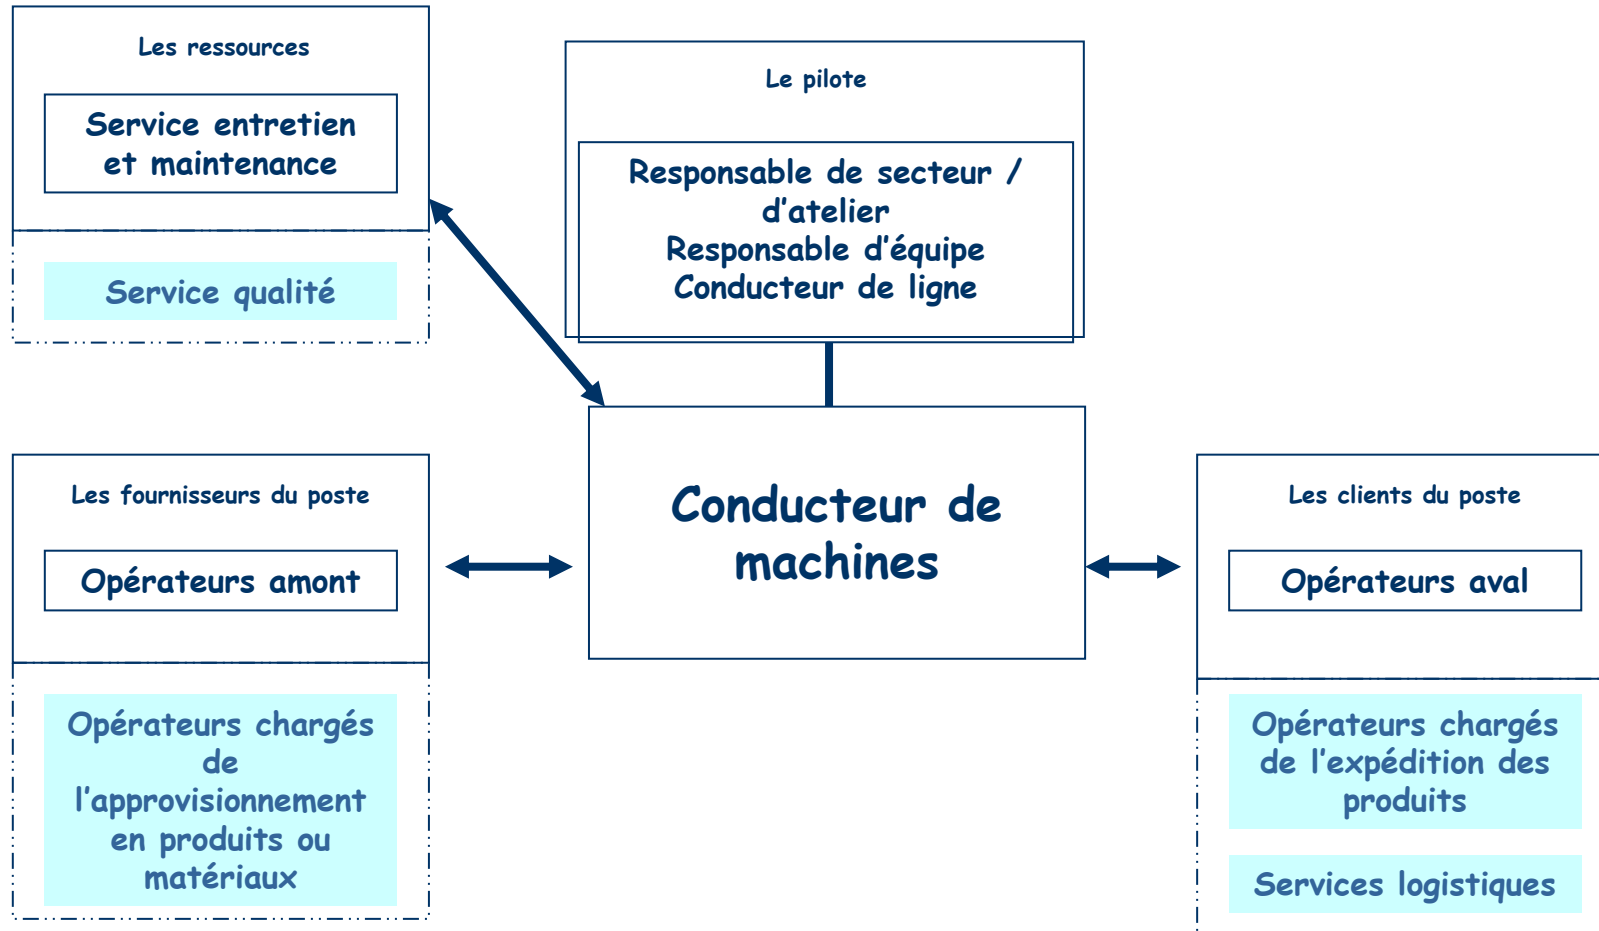 Les ressources
Service entretien
et maintenance
Service qualité
Le pilote
Responsable de secteur /
d'atelier
Responsable d'équipe
Conducteur de ligne
Conducteur de
machines
Les fournisseurs du poste
Opérateurs amont
Opérateurs chargés
de
l'approvisionnement
en produits ou
matériaux
Les clients du poste
Opérateurs aval
Opérateurs chargés
de l'expédition des
produits
Services logistiques